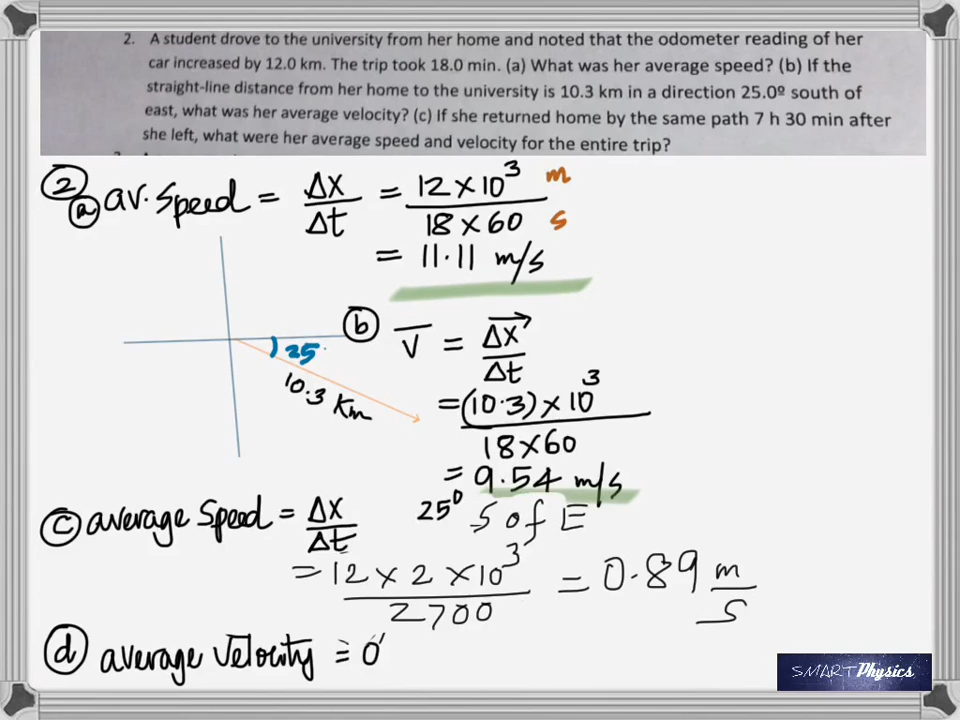 2. A student drove to the university from her home and noted that the odometer reading of her
car increased by 12.0 km. The trip took 18.0 min. (a) What was her average speed? (b) If the
straight-line distance from her home to the university is 10.3 km in a direction 25.0º south of
east, what was her average velocity? (c) If she returned home by the same path 7 h 30 min after
she left, what were her average speed and velocity for the entire trip?
② ⓐ av. Speed = Δx/Δt = 12 × 10³ m / 18 × 60 s
= 11.11 m/s
25
10.3 Km
ⓑ V̅ = Δx⃗/Δt
= (10.3) × 10³ / 18 × 60
= 9.54 m/s
25⁰ S of E
ⓒ average Speed = Δx/Δt
= 12 × 2 × 10³ / 2700 = 0.89 m/s
ⓓ average velocity = 0
SMART Physics